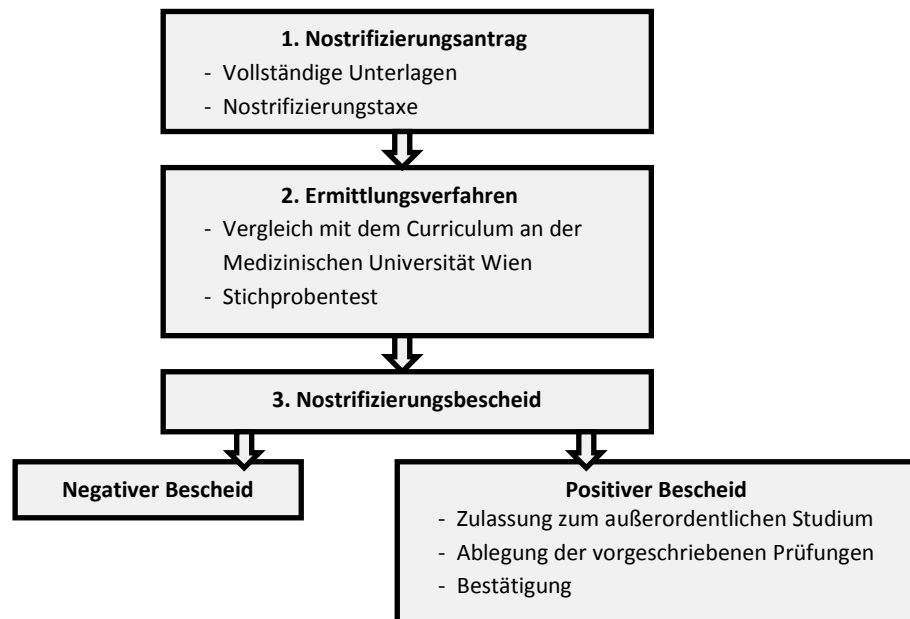 1. Nostrifizierungsantrag
- Vollständige Unterlagen
- Nostrifizierungstaxe
2. Ermittlungsverfahren
- Vergleich mit dem Curriculum an der
Medizinischen Universität Wien
- Stichprobentest
3. Nostrifizierungsbescheid
Negativer Bescheid
Positiver Bescheid
- Zulassung zum außerordentlichen Studium
- Ablegung der vorgeschriebenen Prüfungen
- Bestätigung